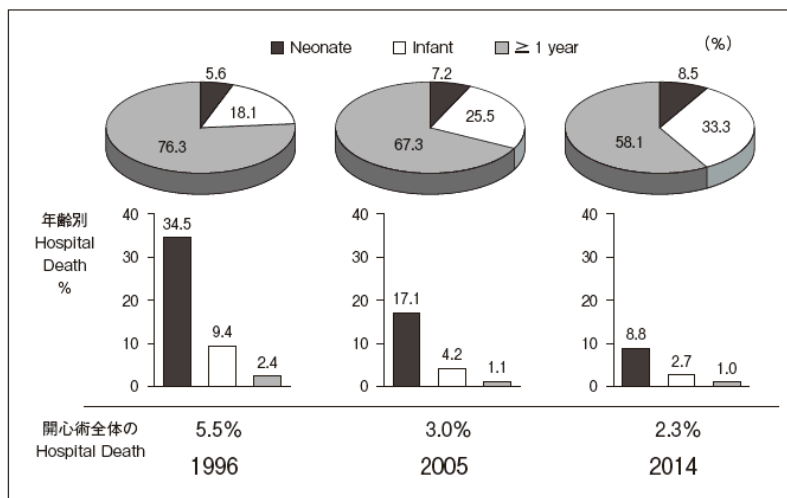 Neonate Infant ≥ 1 year (%)
5.6 18.1 76.3
7.2 25.5 67.3
8.5 33.3 58.1
年齢別
Hospital
Death
%
40 30 20 10 0
34.5 9.4 2.4
40 30 20 10 0
17.1 4.2 1.1
40 30 20 10 0
8.8 2.7 1.0
開心術全体の
Hospital Death
5.5% 3.0% 2.3%
1996 2005 2014